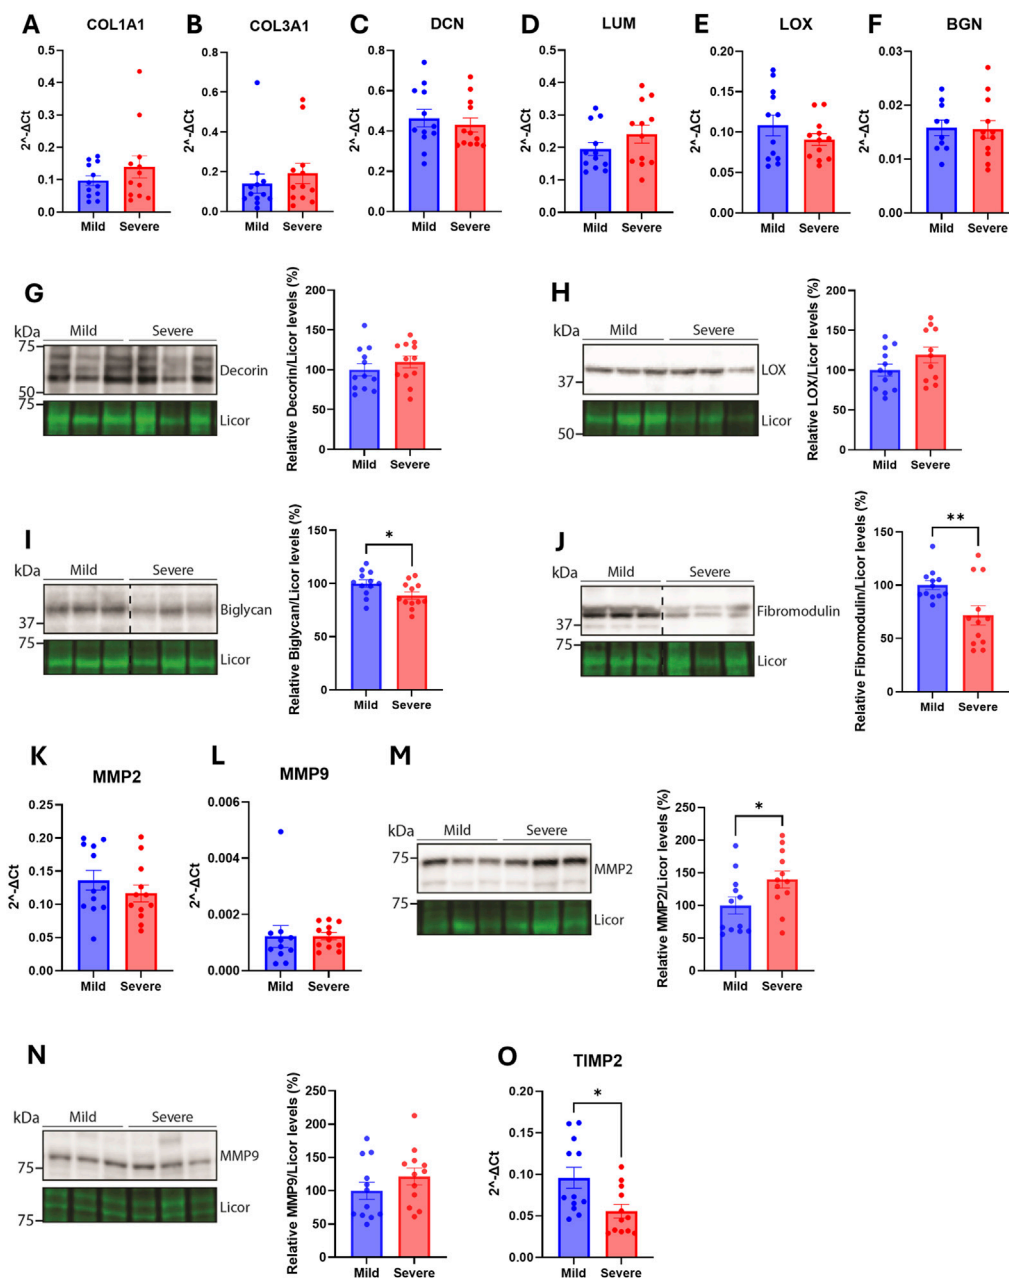 A COL1A1
2^-ΔCt
0.5
0.4
0.3
0.2
0.1
0.0
Mild Severe
B COL3A1
2^-ΔCt
0.8
0.6
0.4
0.2
0.0
Mild Severe
C DCN
2^-ΔCt
0.8
0.6
0.4
0.2
0.0
Mild Severe
D LUM
2^-ΔCt
0.5
0.4
0.3
0.2
0.1
0.0
Mild Severe
E LOX
2^-ΔCt
0.20
0.15
0.10
0.05
0.00
Mild Severe
F BGN
2^-ΔCt
0.03
0.02
0.01
0.00
Mild Severe
G
kDa Mild Severe
75
Decorin
50
75
Licor
Relative Decorin/Licor levels (%)
200
150
100
50
0
Mild Severe
H
kDa Mild Severe
LOX
37
Licor
50
Relative LOX/Licor levels (%)
200
150
100
50
0
Mild Severe
I
kDa Mild Severe
Biglycan
37
75
Licor
Relative Biglycan/Licor levels (%)
150
100
50
0
*
Mild Severe
J
kDa Mild Severe
Fibromodulin
37
75
Licor
Relative Fibromodulin/Licor levels (%)
150
100
50
0
**
Mild Severe
K MMP2
2^-ΔCt
0.25
0.20
0.15
0.10
0.05
0.00
Mild Severe
L MMP9
2^-ΔCt
0.006
0.004
0.002
0.000
Mild Severe
M
kDa Mild Severe
75
MMP2
75
Licor
Relative MMP2/Licor levels (%)
250
200
150
100
50
0
*
Mild Severe
N
kDa Mild Severe
MMP9
75
Licor
75
Relative MMP9/Licor levels (%)
250
200
150
100
50
0
Mild Severe
O TIMP2
2^-ΔCt
0.20
0.15
0.10
0.05
0.00
*
Mild Severe